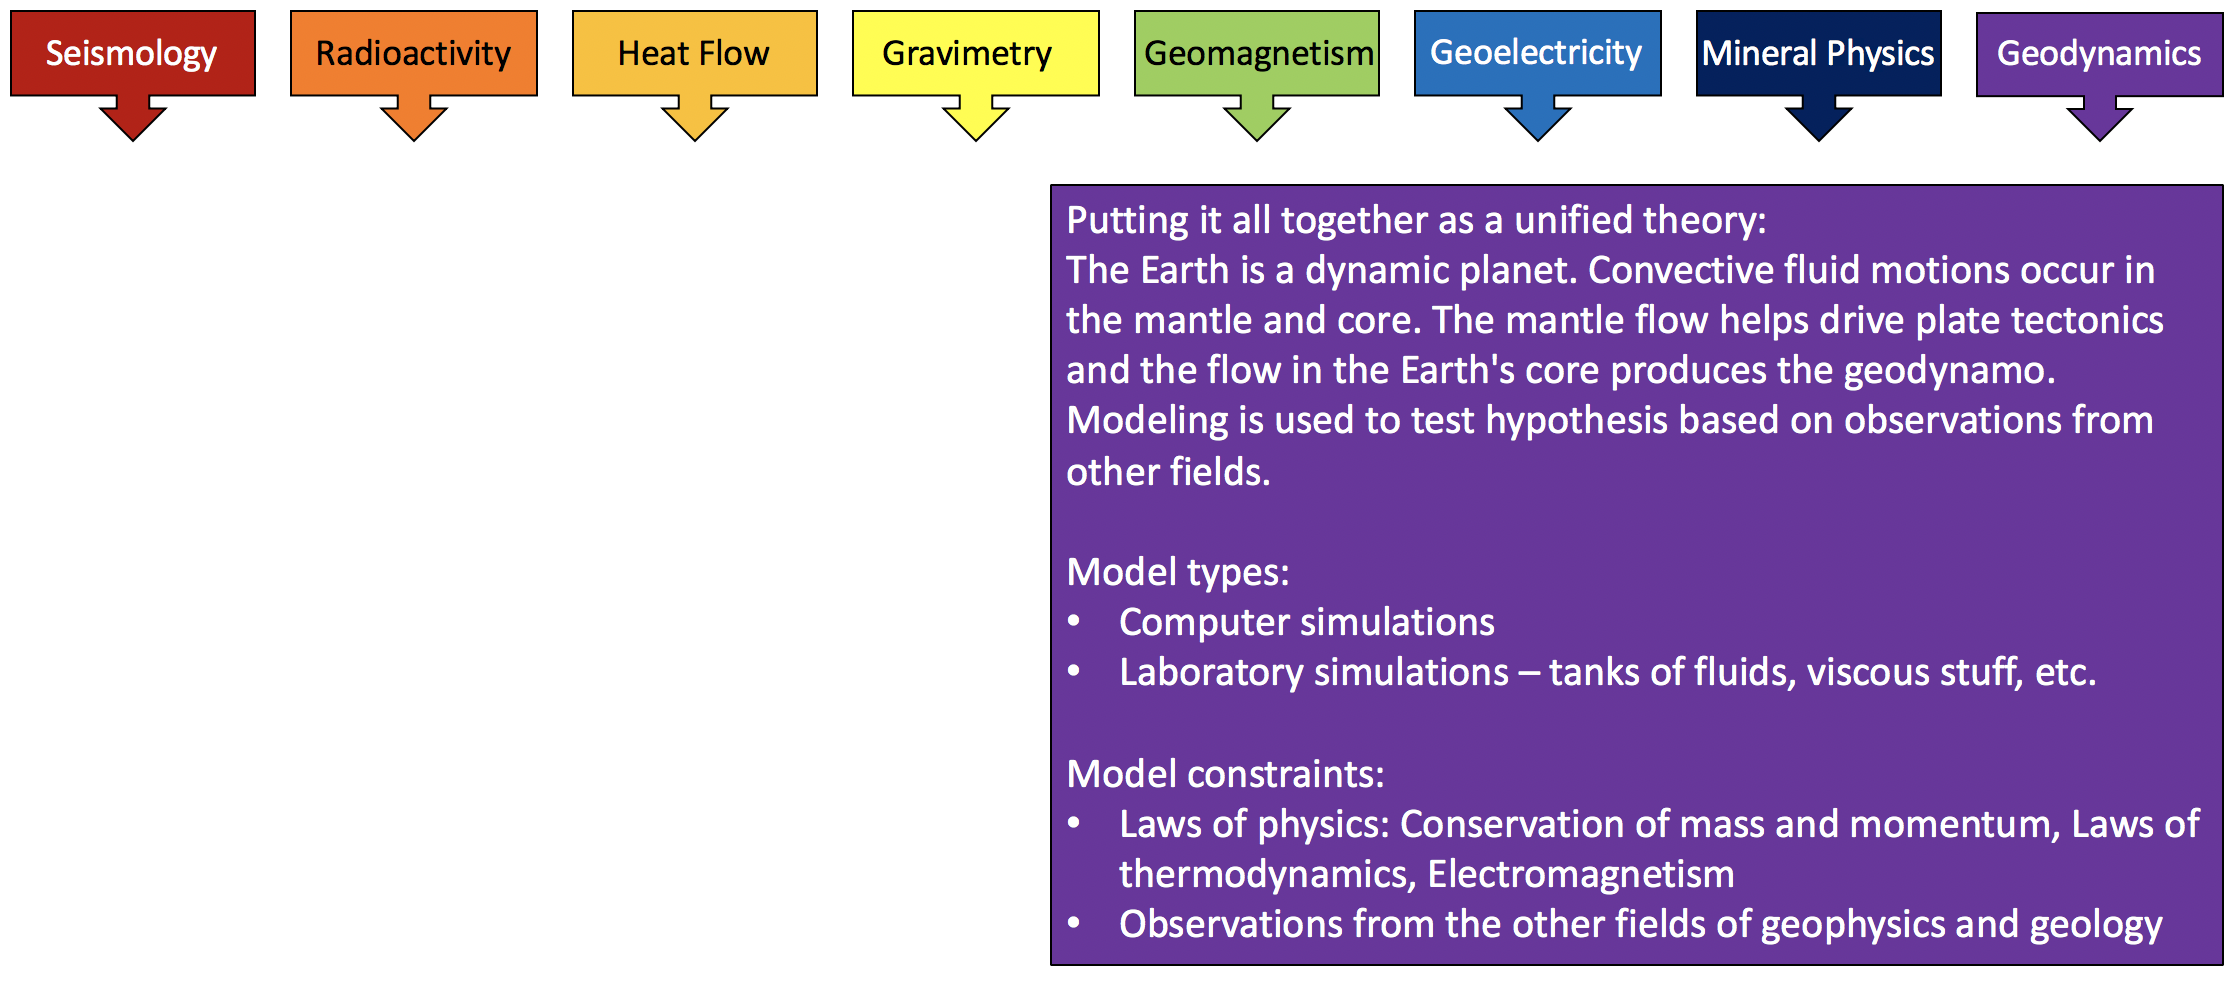 Seismology
Radioactivity
Heat Flow
Gravimetry
Geomagnetism
Geoelectricity
Mineral Physics
Geodynamics
Putting it all together as a unified theory:
The Earth is a dynamic planet. Convective fluid motions occur in
the mantle and core. The mantle flow helps drive plate tectonics
and the flow in the Earth's core produces the geodynamo.
Modeling is used to test hypothesis based on observations from
other fields.
Model types:
• Computer simulations
• Laboratory simulations – tanks of fluids, viscous stuff, etc.
Model constraints:
• Laws of physics: Conservation of mass and momentum, Laws of
thermodynamics, Electromagnetism
• Observations from the other fields of geophysics and geology